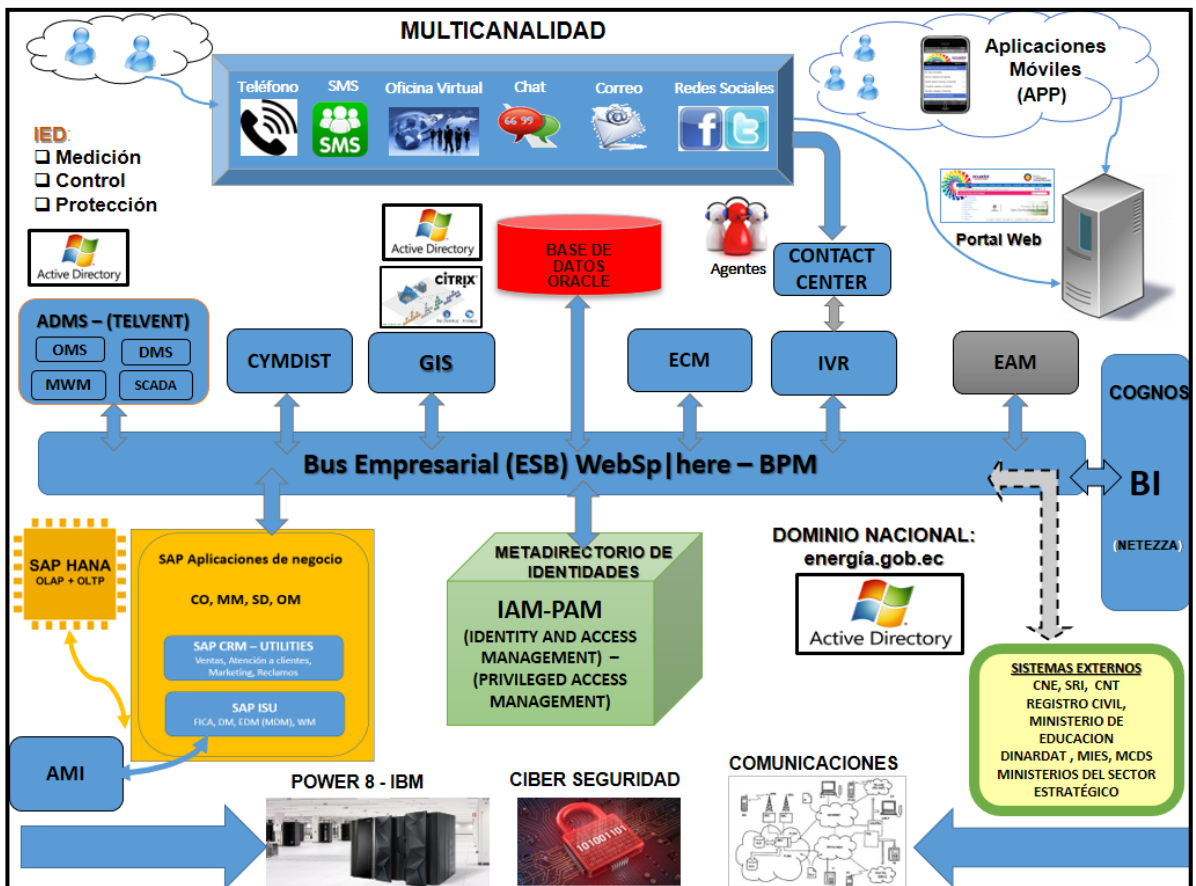 MULTICANALIDAD
Teléfono
SMS
Oficina Virtual
Chat
Correo
Redes Sociales
66 99
SMS
Aplicaciones
Móviles
(APP)
IED:
Medición
Control
Protección
Active Directory
Active Directory
CİTRIX
BASE DE
DATOS
ORACLE
Agentes
CONTACT
CENTER
Portal Web
ecuador
ADMS – (TELVENT)
OMS
DMS
MWM
SCADA
CYMDIST
GIS
ECM
IVR
EAM
COGNOS
BI
(NETEZZA)
Bus Empresarial (ESB) WebSp|here – BPM
SAP HANA
OLAP + OLTP
SAP Aplicaciones de negocio
CO, MM, SD, OM
SAP CRM – UTILITIES
Ventas, Atención a clientes,
Marketing, Reclamos
SAP ISU
FICA, DM, EDM (MDM), WM
AMI
METADIRECTORIO DE
IDENTIDADES
IAM-PAM
(IDENTITY AND ACCESS
MANAGEMENT) –
(PRIVILEGED ACCESS
MANAGEMENT)
DOMINIO NACIONAL:
energía.gob.ec
Active Directory
SISTEMAS EXTERNOS
CNE, SRI, CNT
REGISTRO CIVIL,
MINISTERIO DE
EDUCACION
DINARDAT , MIES, MCDS
MINISTERIOS DEL SECTOR
ESTRATÉGICO
POWER 8 - IBM
CIBER SEGURIDAD
101001101
COMUNICACIONES